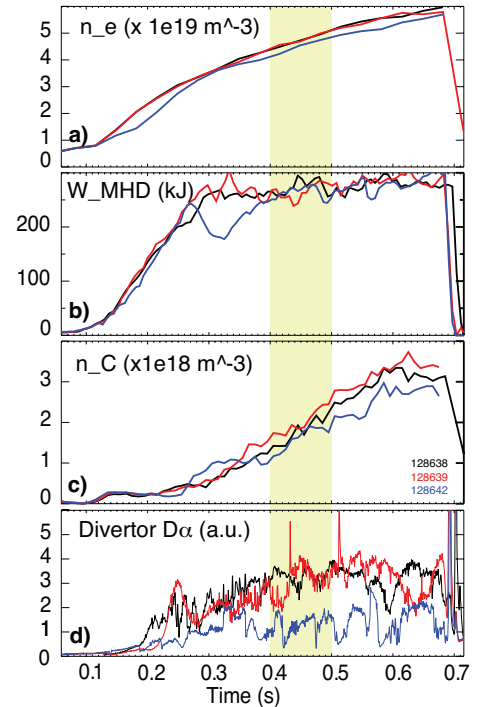 6
n_e (x 1e19 m^-3)
5
4
3
2
1
a)
0
W_MHD (kJ)
200
100
b)
0
n_C (x1e18 m^-3)
3
2
1
128638
128639
128642
c)
0
Divertor Dα (a.u.)
5
4
3
2
1
d)
0
0.1 0.2 0.3 0.4 0.5 0.6 0.7
Time (s)